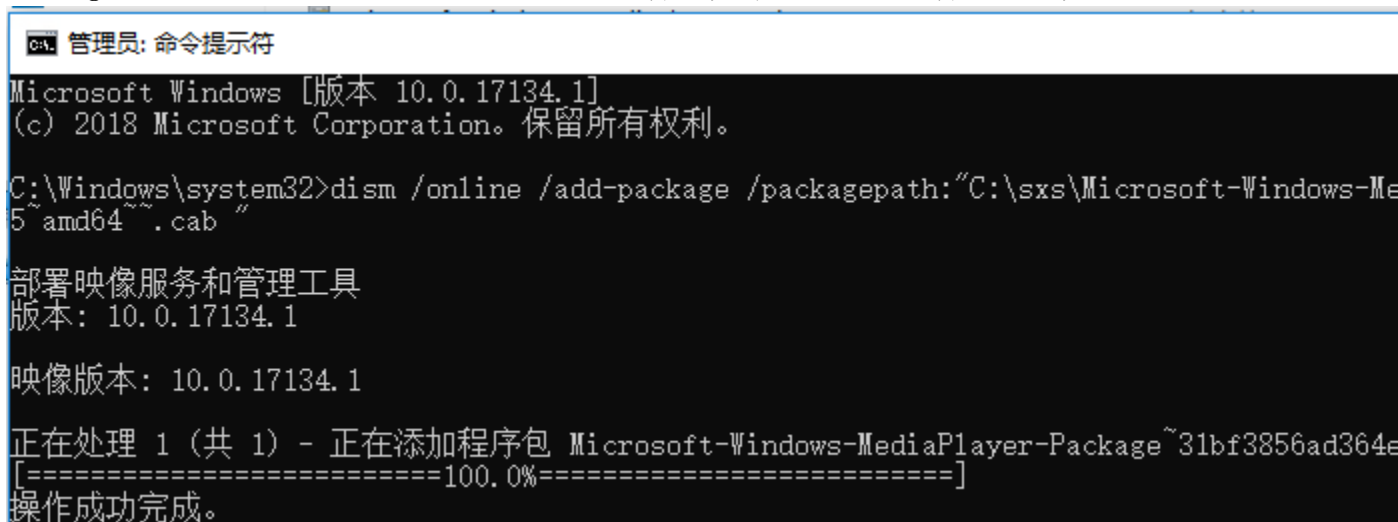 管理员: 命令提示符
Microsoft Windows [版本 10.0.17134.1]
(c) 2018 Microsoft Corporation。保留所有权利。
C:\Windows\system32>dism /online /add-package /packagepath:"C:\sxs\Microsoft-Windows-Me
5~amd64~~.cab "
部署映像服务和管理工具
版本: 10.0.17134.1
映像版本: 10.0.17134.1
正在处理 1 (共 1) - 正在添加程序包 Microsoft-Windows-MediaPlayer-Package~31bf3856ad364e
[==========================100.0%==========================]
操作成功完成。